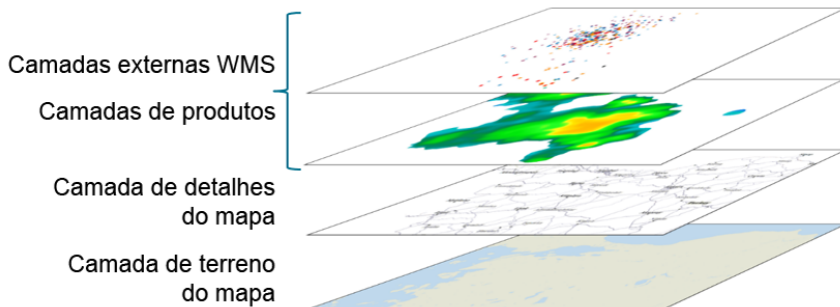 Camadas externas WMS
Camadas de produtos
Camada de detalhes
do mapa
Camada de terreno
do mapa